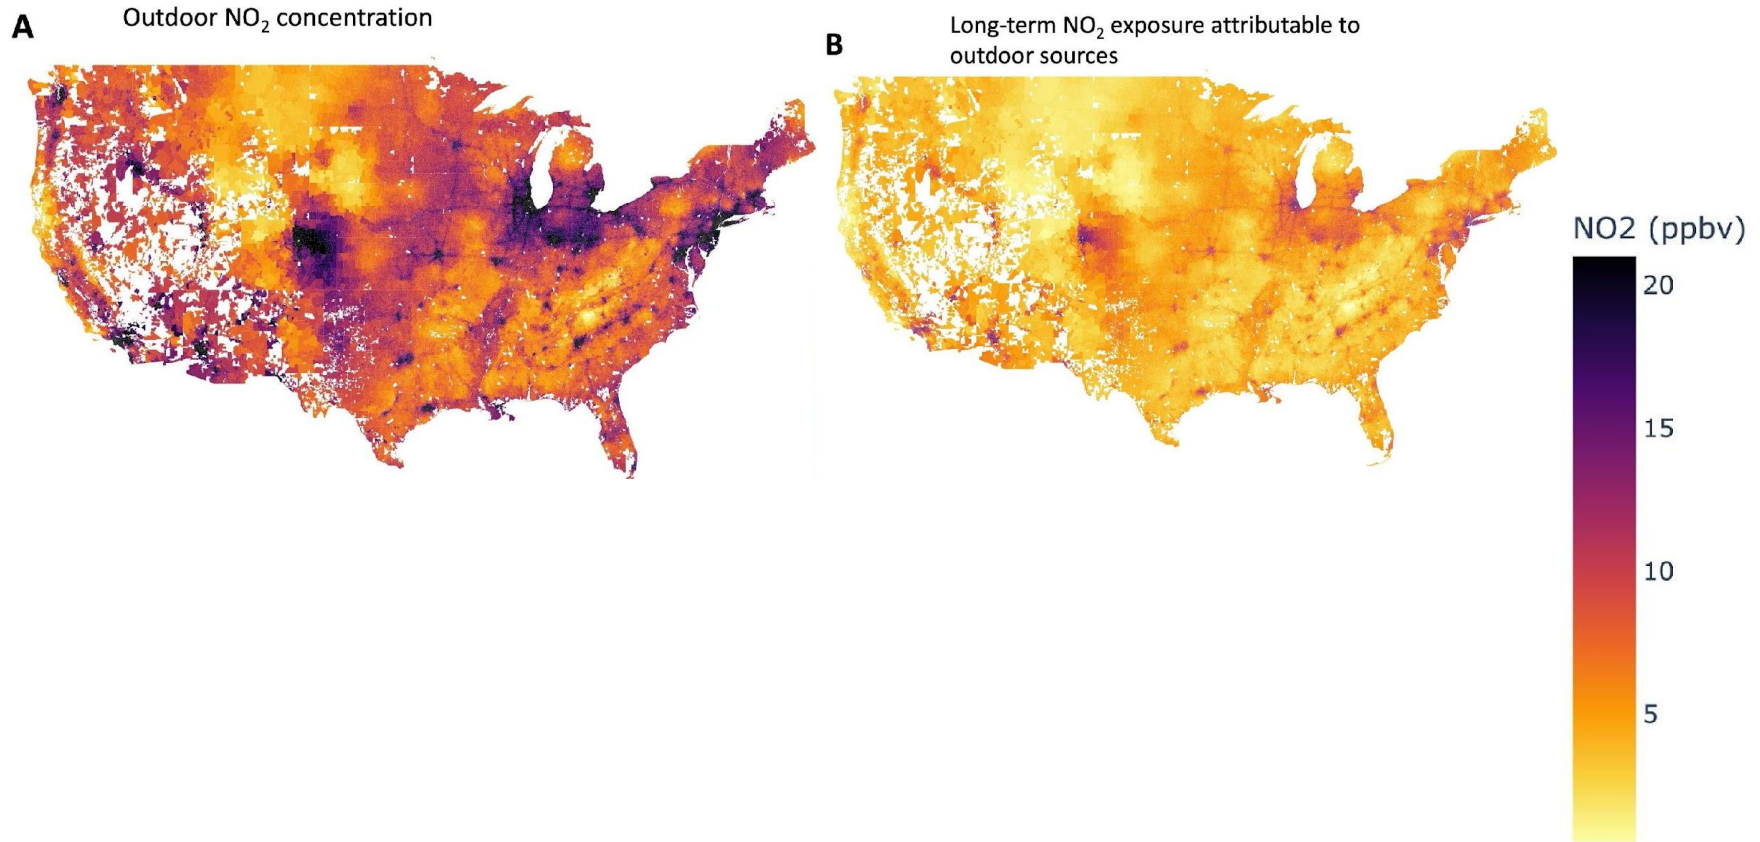 A
Outdoor NO₂ concentration
B
Long-term NO₂ exposure attributable to
outdoor sources
NO2 (ppbv)
20
15
10
5